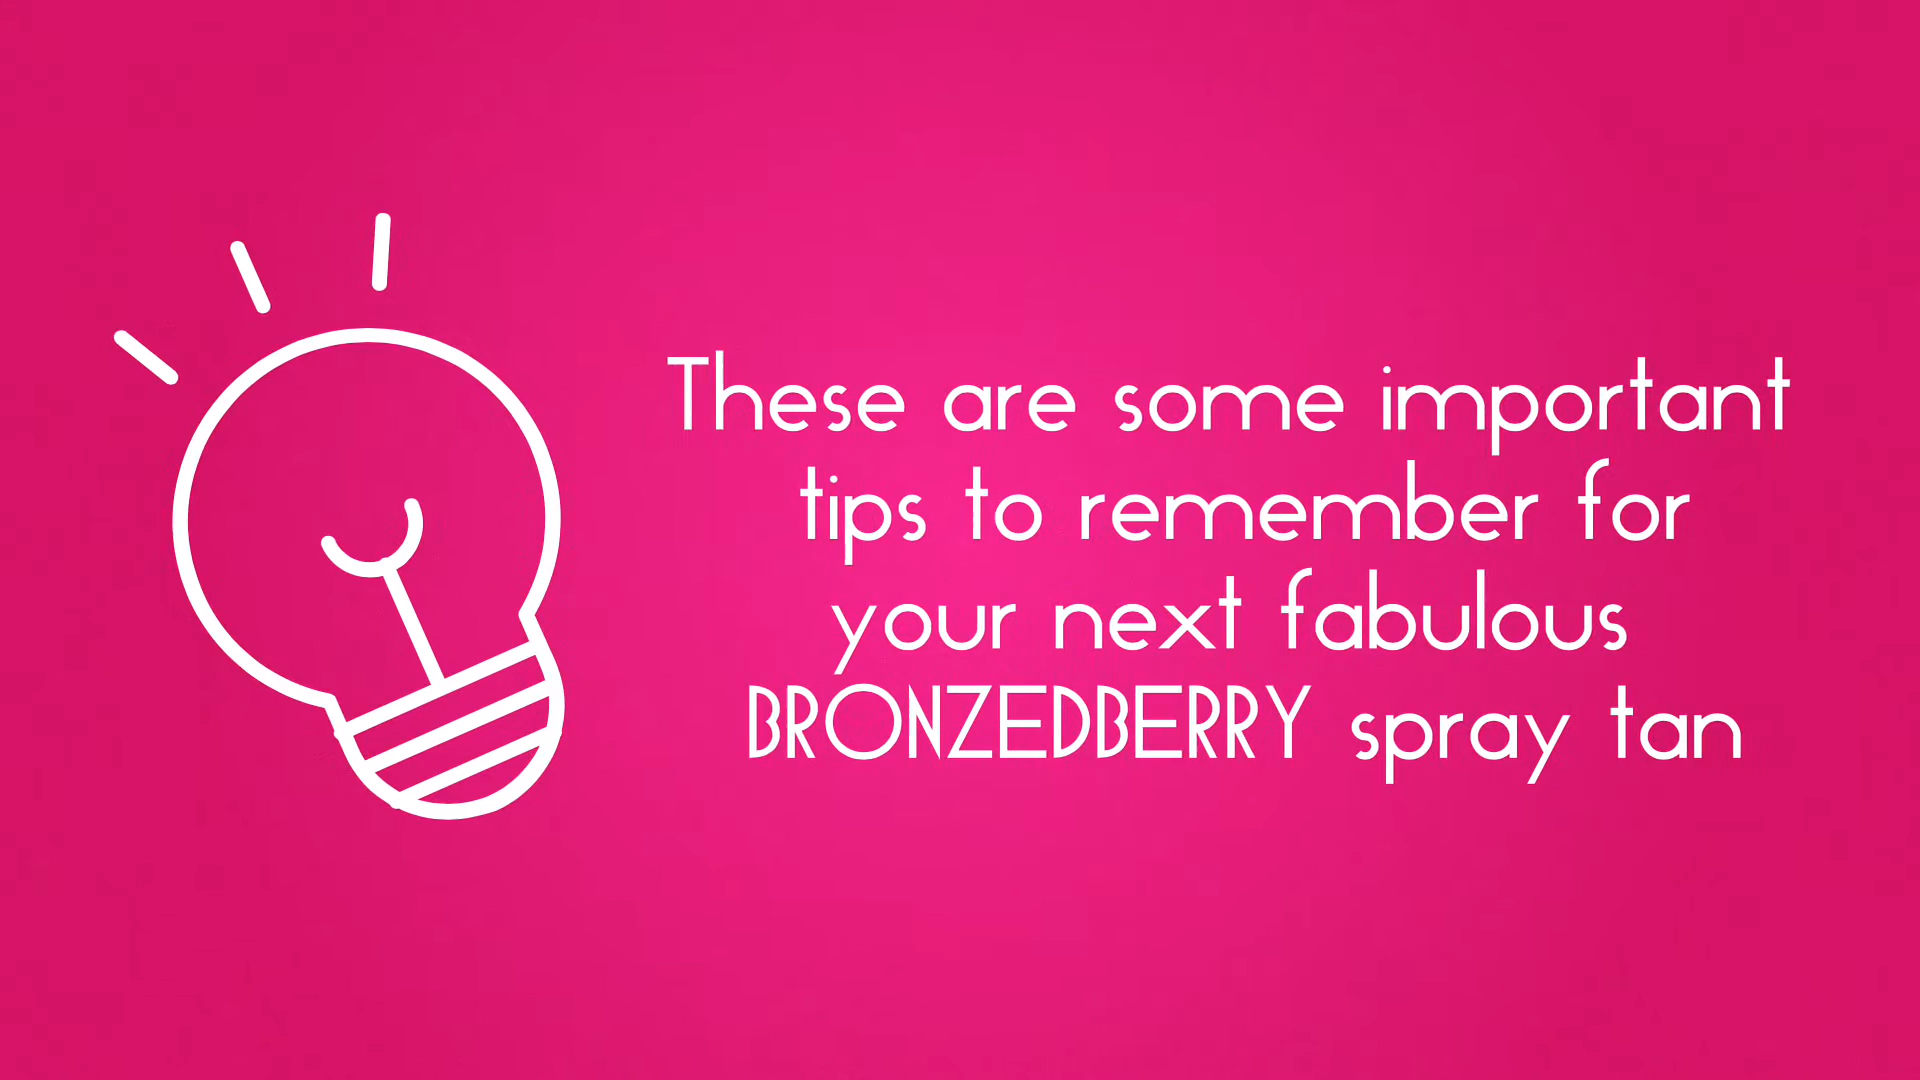 These are some important
tips to remember for
your next fabulous
BRONZEDBERRY spray tan